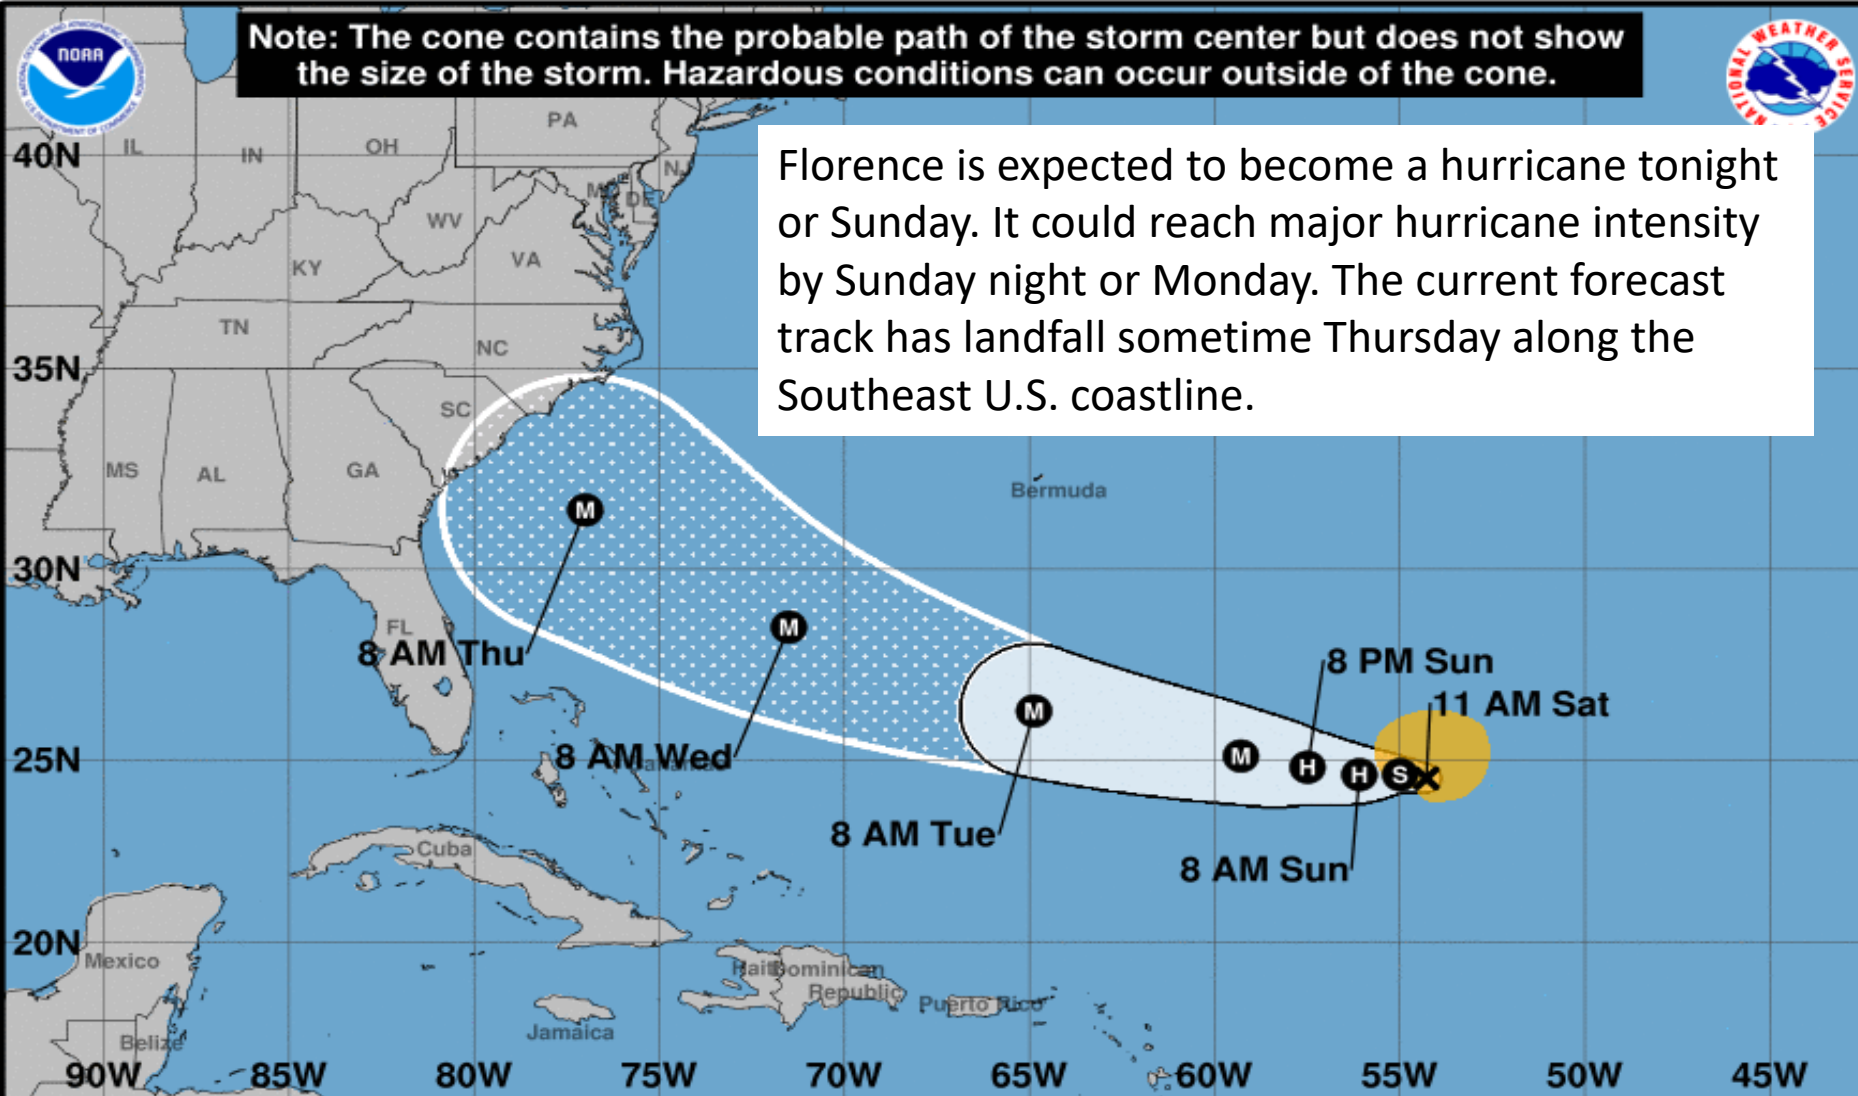 Note: The cone contains the probable path of the storm center but does not show
the size of the storm. Hazardous conditions can occur outside of the cone.
NOAA
NATIONAL WEATHER SERVICE
Florence is expected to become a hurricane tonight
or Sunday. It could reach major hurricane intensity
by Sunday night or Monday. The current forecast
track has landfall sometime Thursday along the
Southeast U.S. coastline.
40N
IL
IN
OH
PA
NJ
DE
WV
VA
KY
TN
NC
35N
SC
MS
AL
GA
Bermuda
M
30N
FL
M
8 AM Thu
8 PM Sun
11 AM Sat
M
8 AM Wed
M
H
H
S
25N
8 AM Tue
8 AM Sun
Cuba
20N
Mexico
Haiti
Dominican
Republic
Puerto Rico
Jamaica
Belize
90W
85W
80W
75W
70W
65W
60W
55W
50W
45W